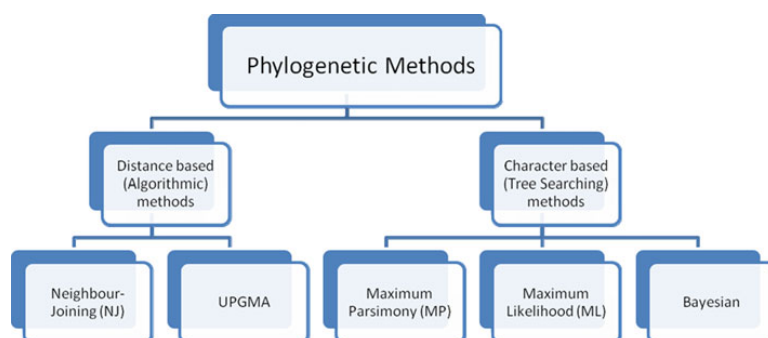 Phylogenetic Methods
Distance based
(Algorithmic)
methods
Character based
(Tree Searching)
methods
Neighbour-
Joining (NJ)
UPGMA
Maximum
Parsimony (MP)
Maximum
Likelihood (ML)
Bayesian